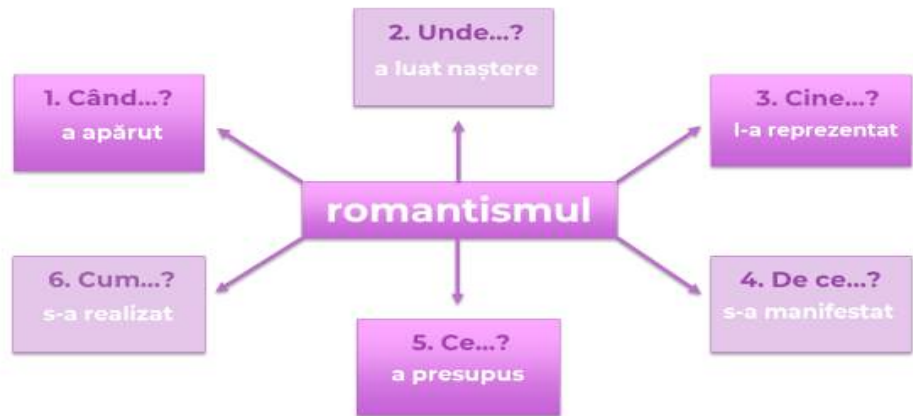 2. Unde...?
a luat naștere
1. Când...?
a apărut
3. Cine...?
l-a reprezentat
romantismul
6. Cum...?
s-a realizat
4. De ce...?
s-a manifestat
5. Ce...?
a presupus